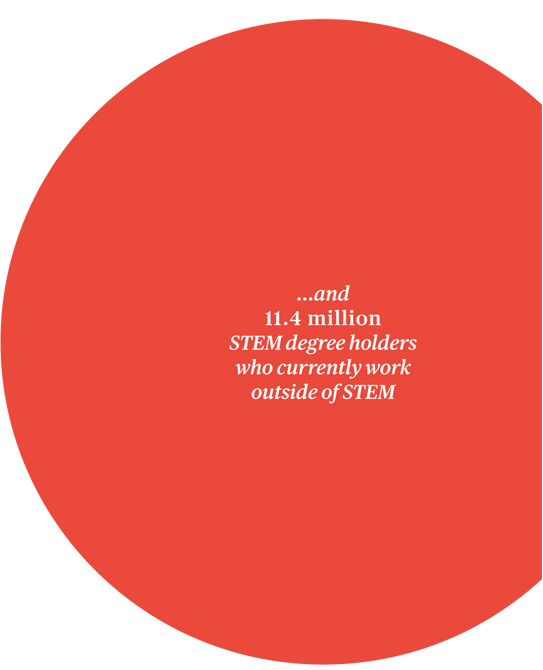 ...and
11.4 million
STEM degree holders
who currently work
outside of STEM